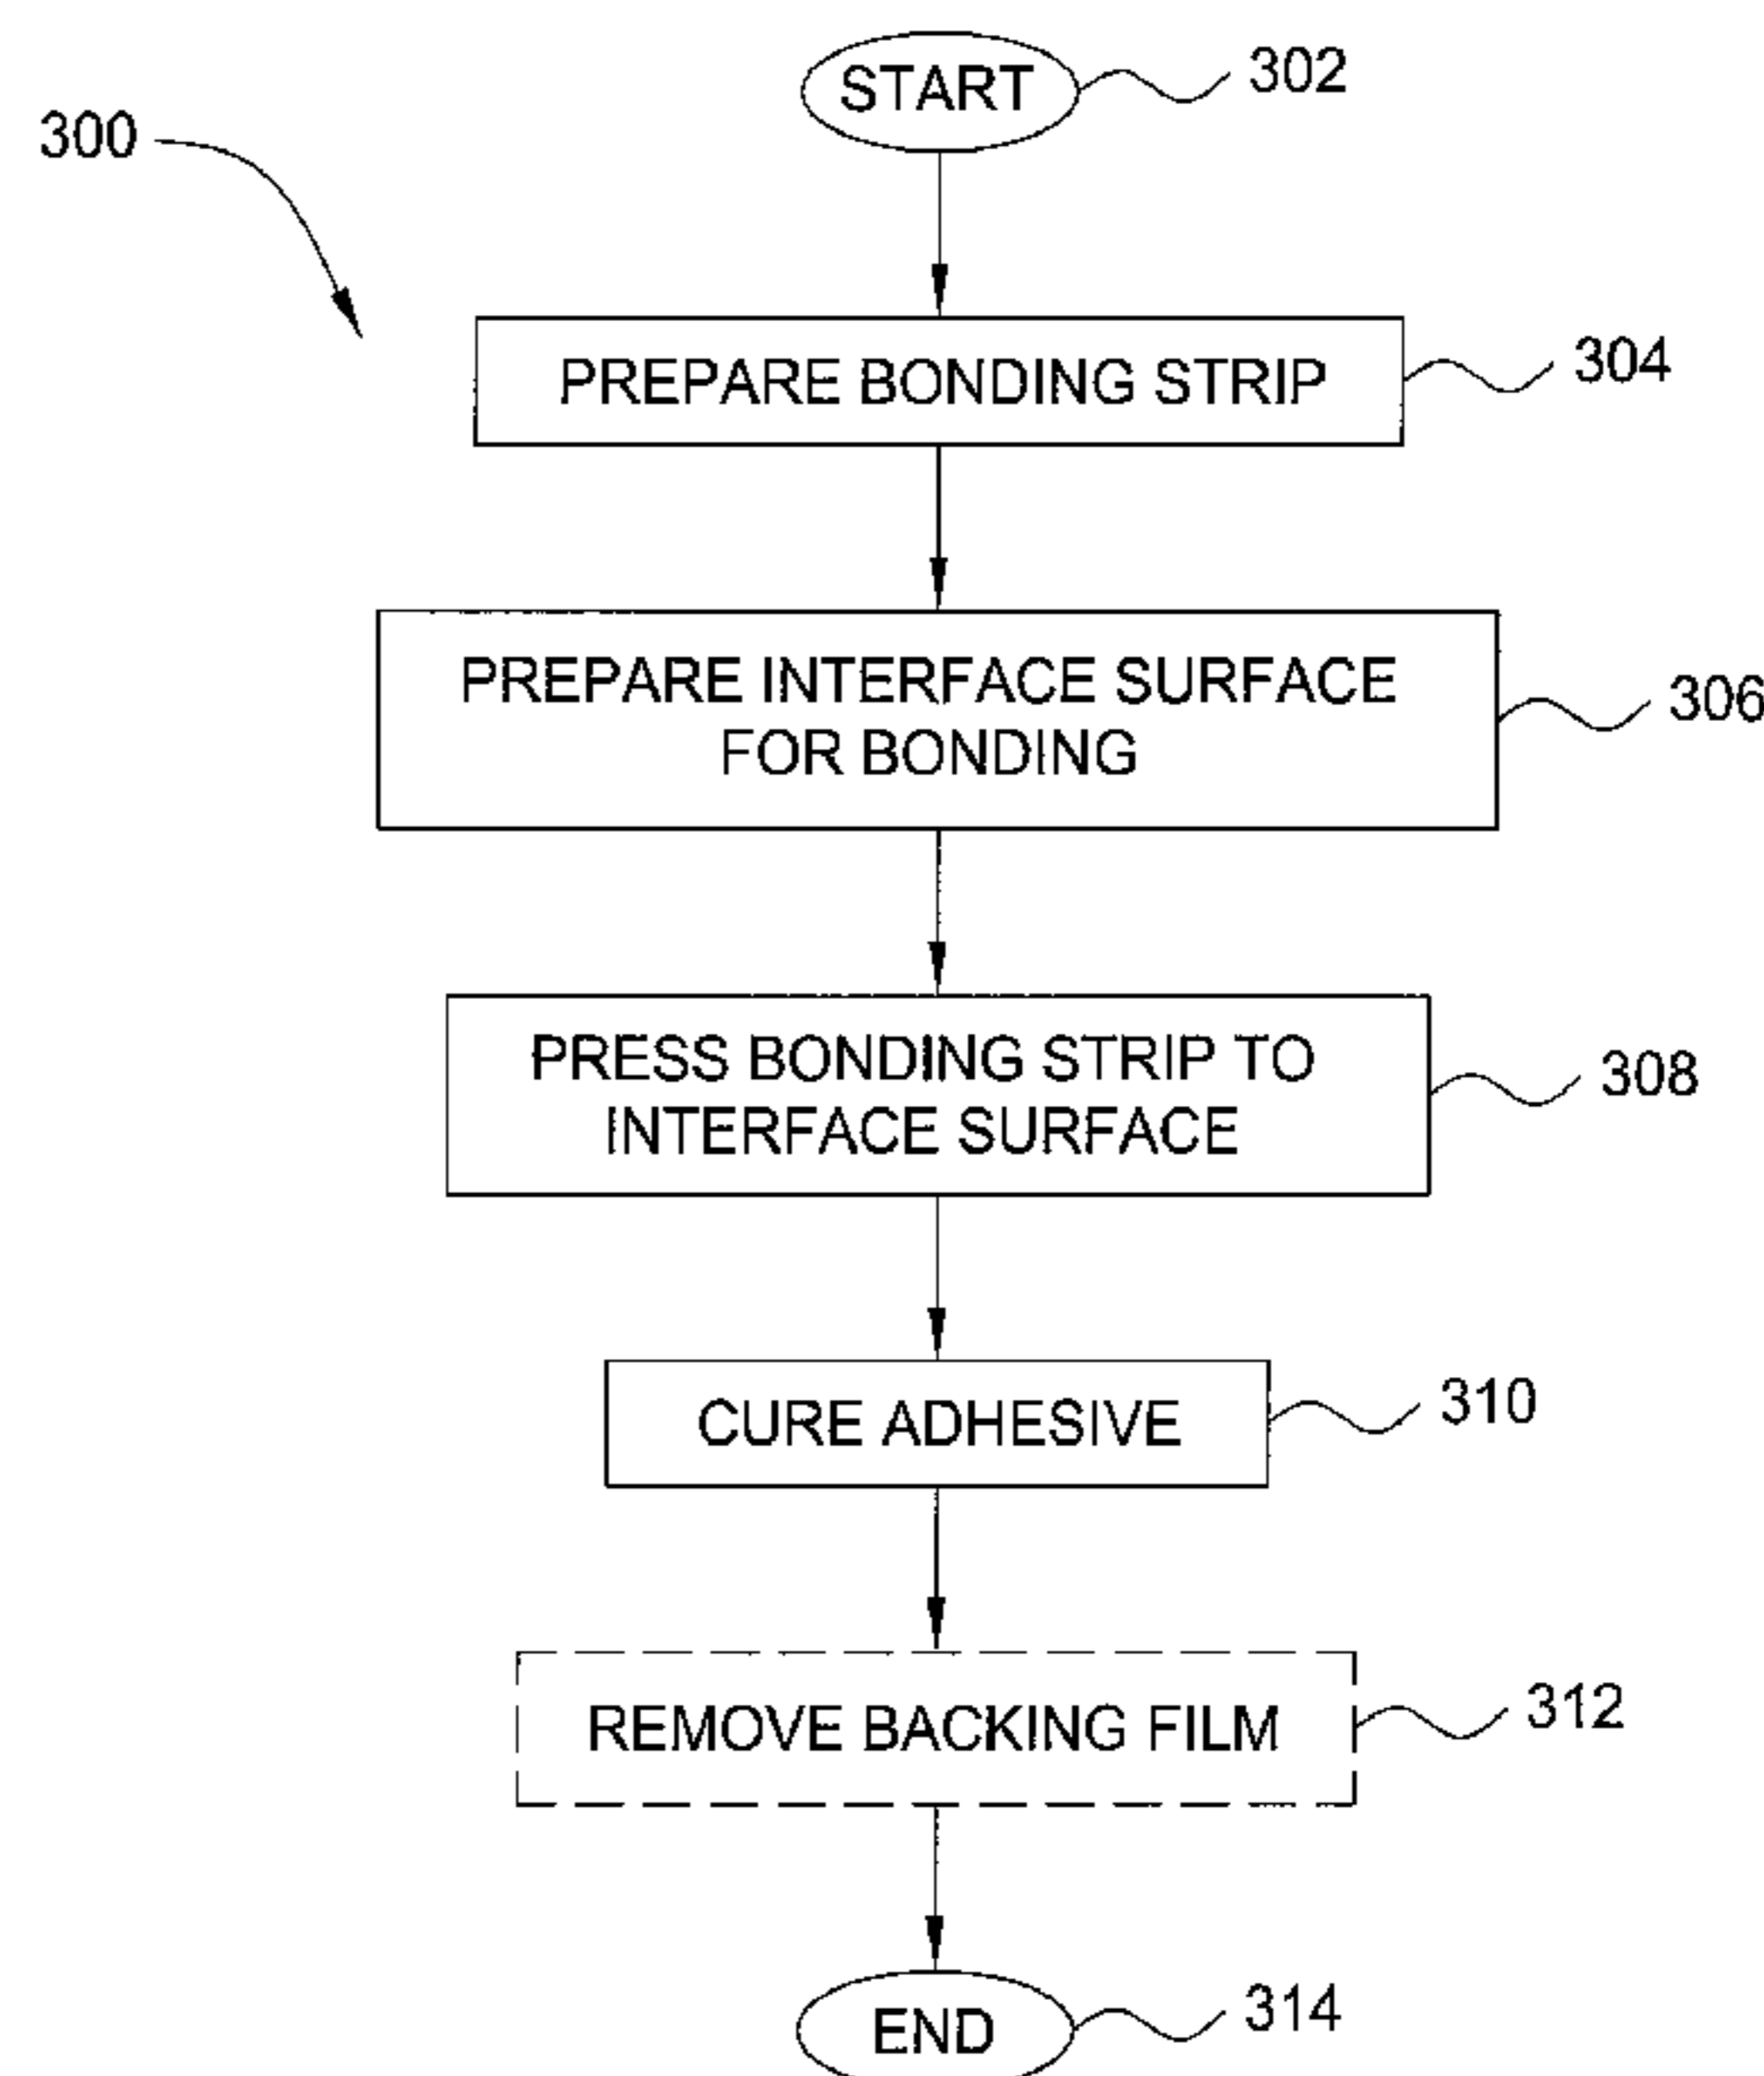 START
302
300
PREPARE BONDING STRIP
304
PREPARE INTERFACE SURFACE
FOR BONDING
306
PRESS BONDING STRIP TO
INTERFACE SURFACE
308
CURE ADHESIVE
310
REMOVE BACKING FILM
312
END
314